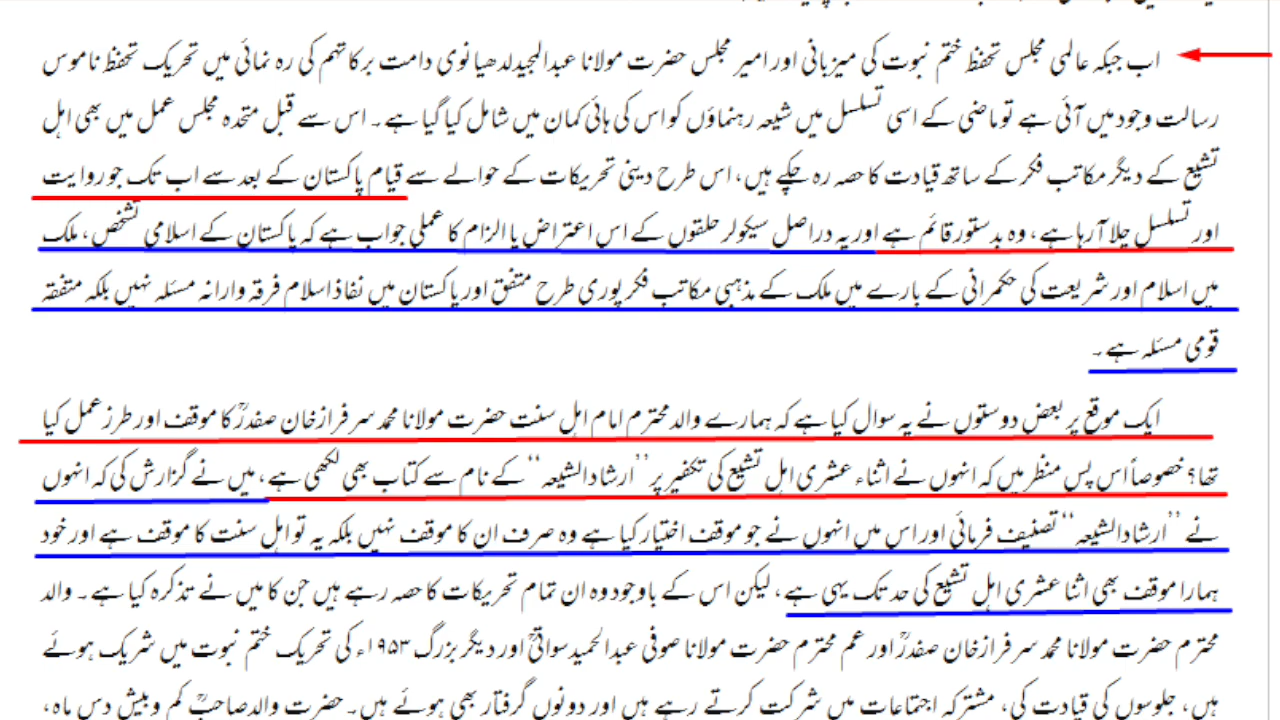 اب جبکہ عالمی مجلس تحفظ ختم نبوت کی میزبانی اور امیر مجلس حضرت مولانا عبدالمجید لدھیانوی دامت برکاتہم کی رہ نمائی میں تحریک تحفظ ناموس
رسالت وجود میں آئی ہے تو ماضی کے اسی تسلسل میں شیعہ رہنماؤں کو اس کی ہائی کمان میں شامل کیا گیا ہے۔ اس سے قبل متحدہ مجلس عمل میں بھی اہل
تشیع کے دیگر مکاتب فکر کے ساتھ قیادت کا حصہ رہ چکے ہیں، اس طرح دینی تحریکات کے حوالے سے قیام پاکستان کے بعد سے اب تک جو روایت
اور تسلسل چلا آ رہا ہے، وہ بدستور قائم ہے اور یہ دراصل سیکولر حلقوں کے اس اعتراض یا الزام کا عملی جواب ہے کہ پاکستان کے اسلامی تشخص، ملک
میں اسلام اور شریعت کی حکمرانی کے بارے میں ملک کے مذہبی مکاتب فکر پوری طرح متفق اور پاکستان میں نفاذ اسلام فرقہ وارانہ مسئلہ نہیں بلکہ متفقہ
قومی مسئلہ ہے۔
ایک موقع پر بعض دوستوں نے یہ سوال کیا ہے کہ ہمارے والد محترم امام اہل سنت حضرت مولانا محمد سرفراز خان صفدرؒ کا موقف اور طرز عمل کیا
تھا؟ خصوصاً اس پس منظر میں کہ انہوں نے اثناء عشری اہل تشیع کی تکفیر پر ’’ارشاد الشیعہ‘‘ کے نام سے کتاب بھی لکھی ہے، میں نے گزارش کی کہ انہوں
نے ’’ارشاد الشیعہ‘‘ تصنیف فرمائی اور اس میں انہوں نے جو موقف اختیار کیا ہے وہ صرف ان کا موقف نہیں بلکہ یہ تو اہل سنت کا موقف ہے اور خود
ہمارا موقف بھی اثنا عشری اہل تشیع کی حد تک یہی ہے، لیکن اس کے باوجود وہ ان تمام تحریکات کا حصہ رہے ہیں جن کا میں نے تذکرہ کیا ہے۔ والد
محترم حضرت مولانا محمد سرفراز خان صفدرؒ اور عم محترم حضرت مولانا صوفی عبدالحمید سواتیؒ اور دیگر بزرگ ۱۹۵۳ء کی تحریک ختم نبوت میں شریک ہوئے
ہیں، جلوسوں کی قیادت کی، مشترکہ اجتماعات میں شرکت کرتے رہے ہیں اور دونوں گرفتار بھی ہوئے ہیں۔ حضرت والد صاحبؒ کم و بیش دس ماہ،